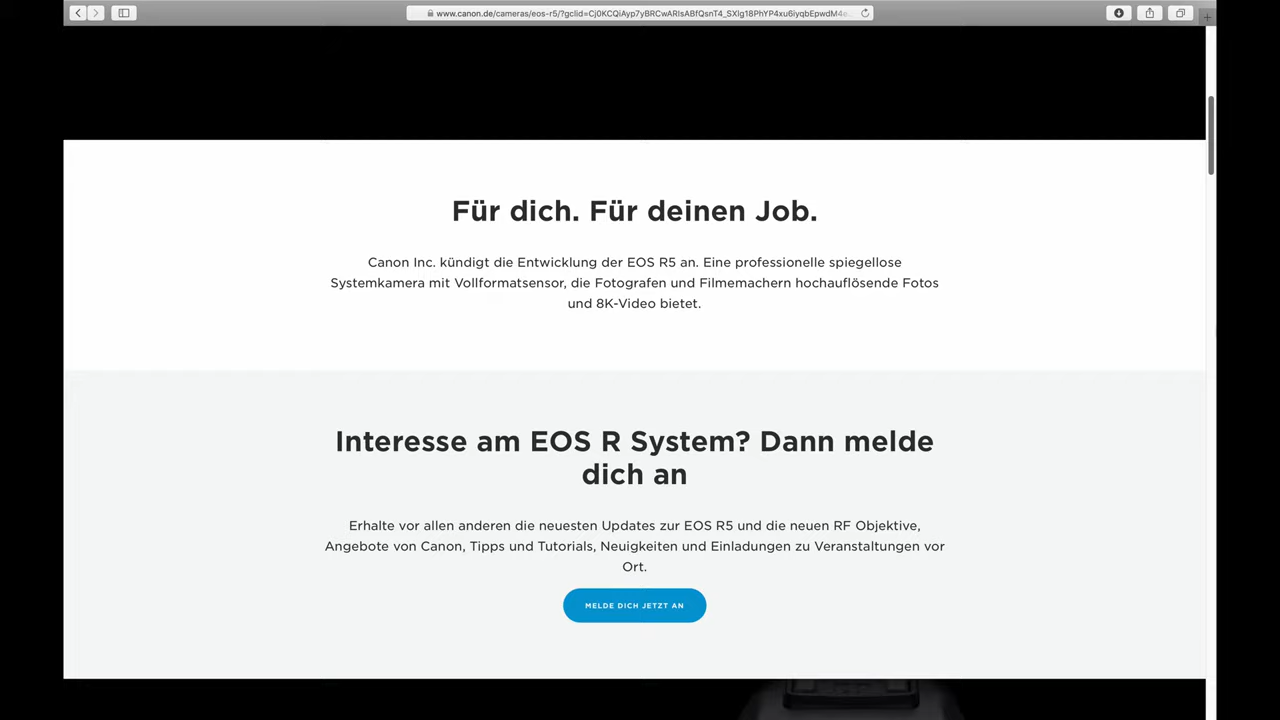 www.canon.de/cameras/eos-r5/?gclid=Cj0KCQiAyp7yBRCwARIsABfQsnT4_SXlg18PhYP4xu6iyqbEpwdM4e...
Für dich. Für deinen Job.
Canon Inc. kündigt die Entwicklung der EOS R5 an. Eine professionelle spiegellose
Systemkamera mit Vollformatsensor, die Fotografen und Filmemachern hochauflösende Fotos
und 8K-Video bietet.
Interesse am EOS R System? Dann melde
dich an
Erhalte vor allen anderen die neuesten Updates zur EOS R5 und die neuen RF Objektive,
Angebote von Canon, Tipps und Tutorials, Neuigkeiten und Einladungen zu Veranstaltungen vor
Ort.
MELDE DICH JETZT AN